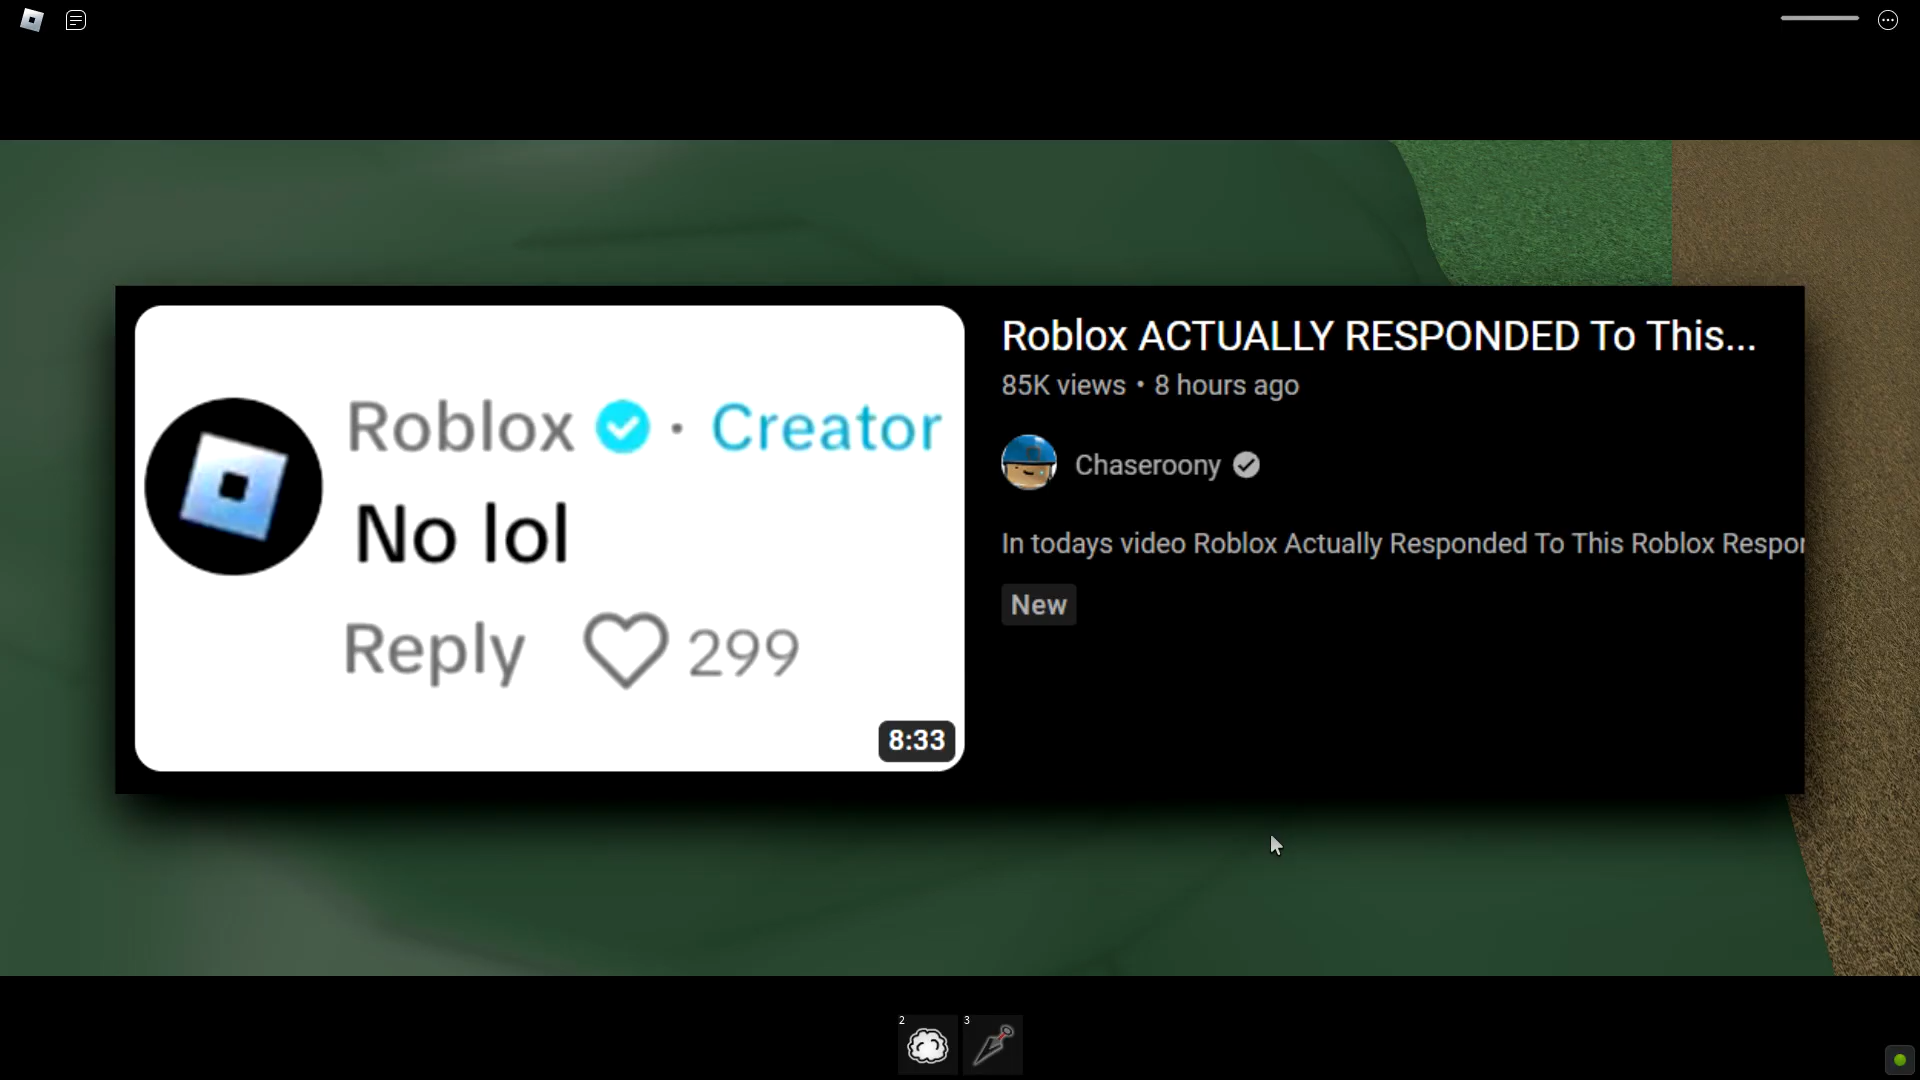 Roblox · Creator
No lol
Reply 299
8:33
Roblox ACTUALLY RESPONDED To This...
85K views • 8 hours ago
Chaseroony
In todays video Roblox Actually Responded To This Roblox Respon
New
2
3